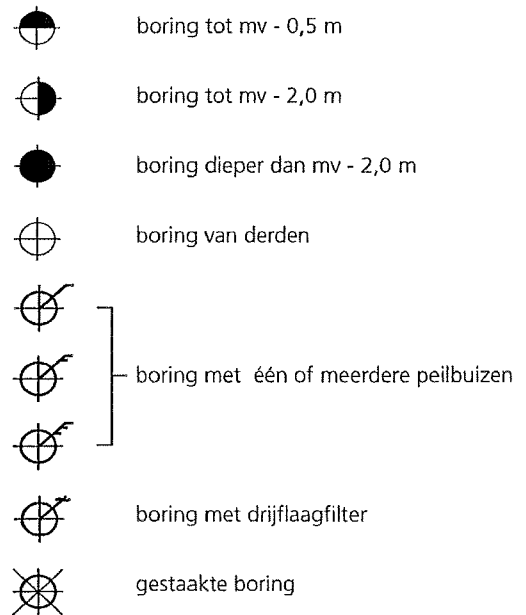 boring tot mv - 0,5 m
boring tot mv - 2,0 m
boring dieper dan mv - 2,0 m
boring van derden
boring met één of meerdere peilbuizen
boring met drijflaagfilter
gestaakte boring